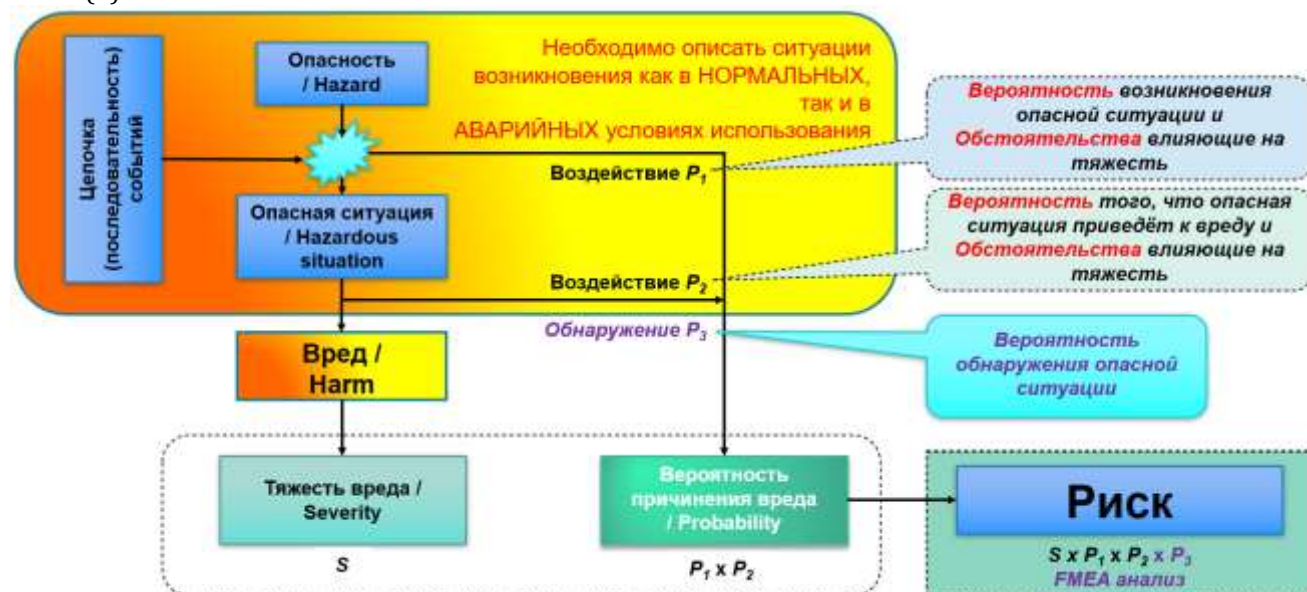 Необходимо описать ситуации
возникновения как в НОРМАЛЬНЫХ,
так и в
АВАРИЙНЫХ условиях использования
Цепочка
(последовательность)
событий
Опасность
/ Hazard
Воздействие P1
Опасная ситуация
/ Hazardous
situation
Воздействие P2
Обнаружение P3
Вред /
Harm
Вероятность возникновения
опасной ситуации и
Обстоятельства влияющие на
тяжесть
Вероятность того, что опасная
ситуация приведёт к вреду и
Обстоятельства влияющие на
тяжесть
Вероятность
обнаружения опасной
ситуации
Тяжесть вреда /
Severity
S
Вероятность
причинения вреда
/ Probability
P1 x P2
Риск
S x P1 x P2 x P3
FMEA анализ